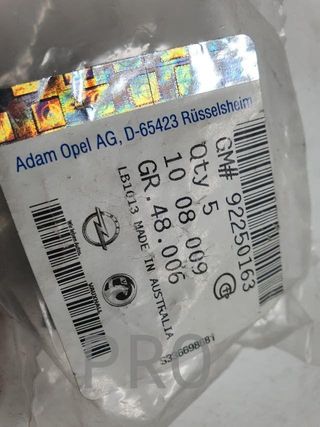 Adam Opel AG, D-65423 Rüsselsheim
GM# 92250163
Qty 5
10 08 009
GR.48.006
LB1013 MADE IN AUSTRALIA
PRO